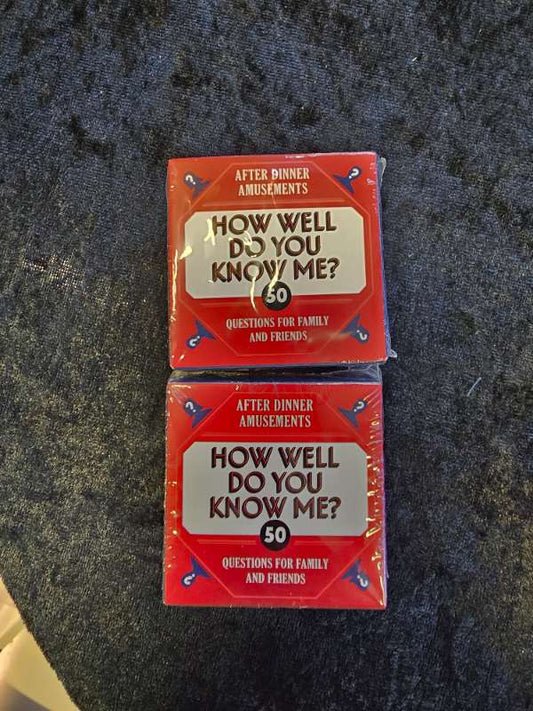 AFTER DINNER
AMUSEMENTS
HOW WELL
DO YOU
KNOW ME?
50
QUESTIONS FOR FAMILY
AND FRIENDS
AFTER DINNER
AMUSEMENTS
HOW WELL
DO YOU
KNOW ME?
50
QUESTIONS FOR FAMILY
AND FRIENDS